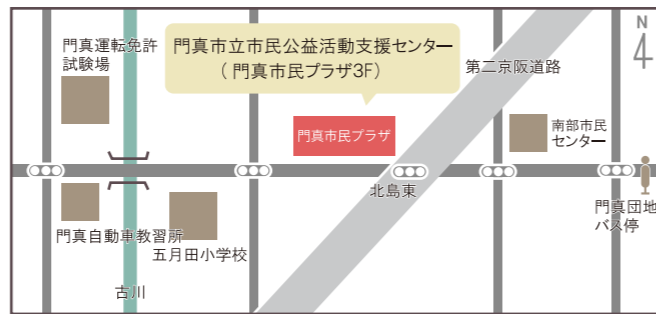 門真運転免許
試験場
門真市立市民公益活動支援センター
(門真市民プラザ3F)
第二京阪道路
N
門真市民プラザ
南部市民
センター
北島東
門真団地
バス停
門真自動車教習所
五月田小学校
古川